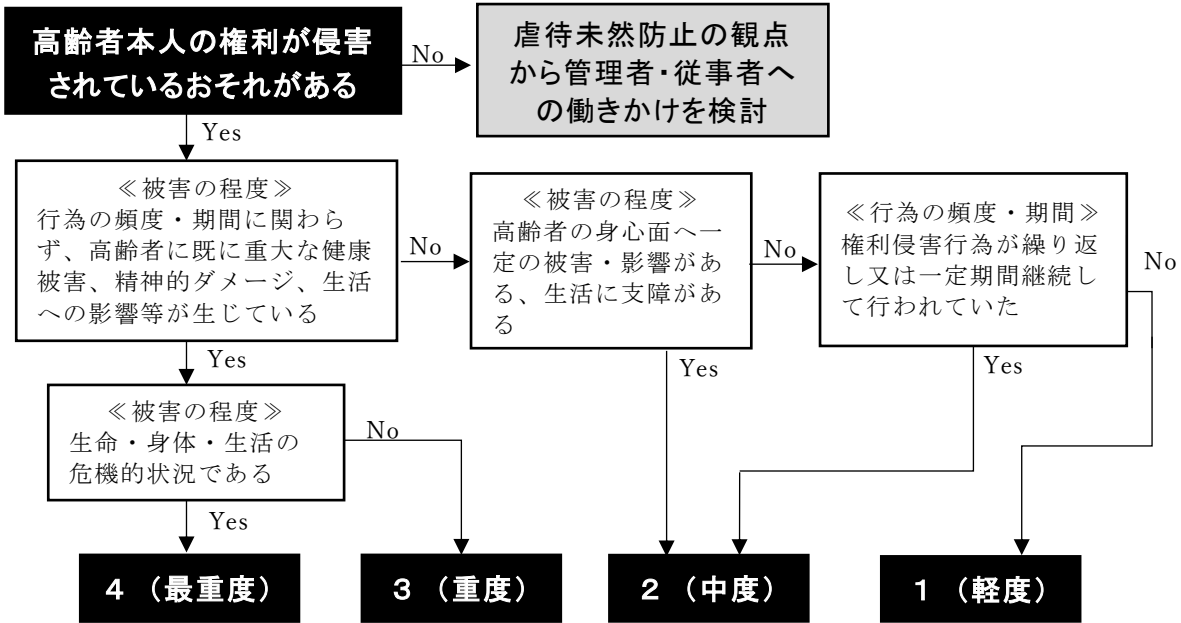 高齢者本人の権利が侵害
されているおそれがある
No
虐待未然防止の観点
から管理者・従事者へ
の働きかけを検討
Yes
≪被害の程度≫
行為の頻度・期間に関わら
ず、高齢者に既に重大な健康
被害、精神的ダメージ、生活
への影響等が生じている
No
≪被害の程度≫
高齢者の身心面へ一
定の被害・影響があ
る、生活に支障があ
る
No
≪行為の頻度・期間≫
権利侵害行為が繰り返
し又は一定期間継続し
て行われていた
No
Yes
Yes
Yes
≪被害の程度≫
生命・身体・生活の
危機的状況である
No
Yes
４（最重度）
３（重度）
２（中度）
１（軽度）